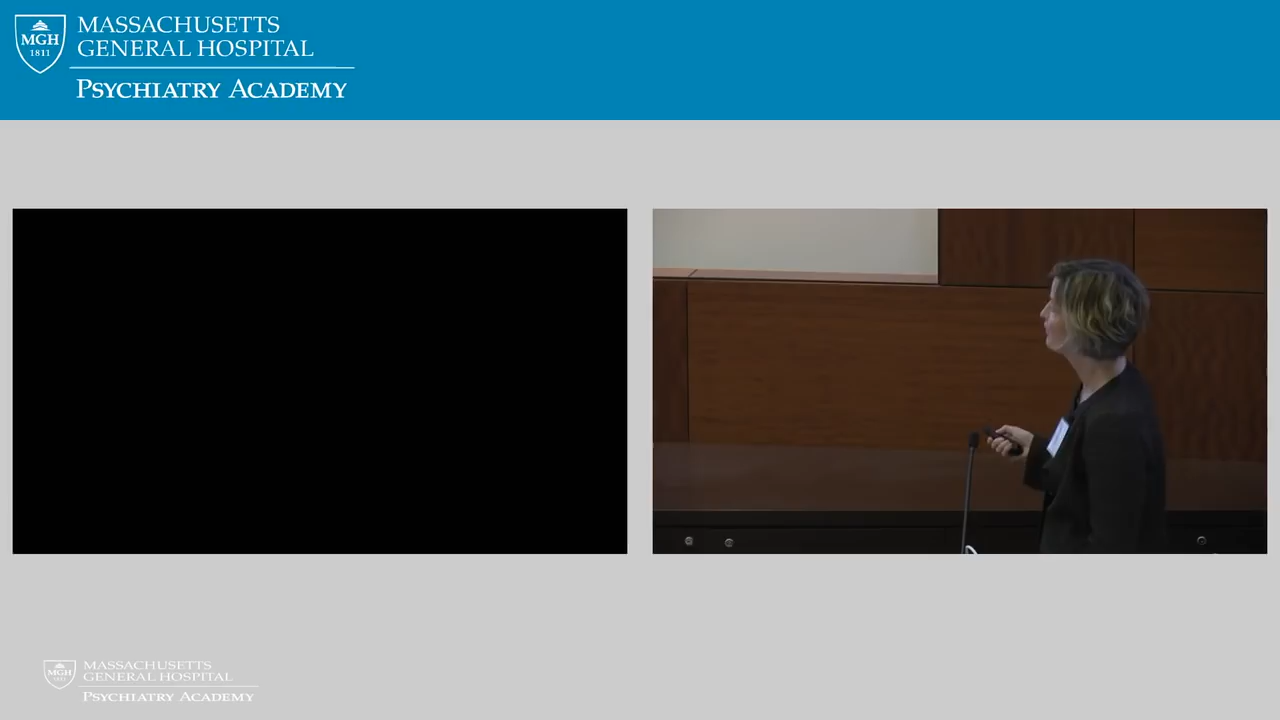 MASSACHUSETTS
GENERAL HOSPITAL
PSYCHIATRY ACADEMY
MGH
1811
MASSACHUSETTS
GENERAL HOSPITAL
PSYCHIATRY ACADEMY
MGH
1811